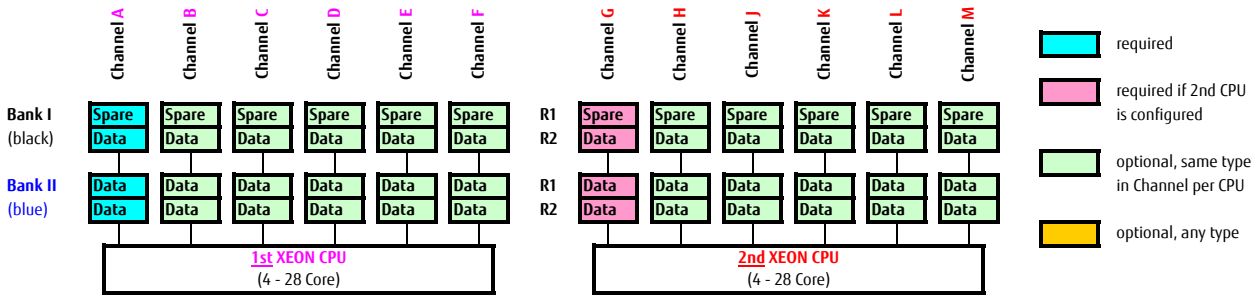 Channel A Channel B Channel C Channel D Channel E Channel F Channel G Channel H Channel J Channel K Channel L Channel M
Bank I Spare Spare Spare Spare Spare Spare R1 Spare Spare Spare Spare Spare Spare
(black) Data Data Data Data Data Data R2 Data Data Data Data Data Data
Bank II Data Data Data Data Data Data R1 Data Data Data Data Data Data
(blue) Data Data Data Data Data Data R2 Data Data Data Data Data Data
1st XEON CPU
(4 - 28 Core)
2nd XEON CPU
(4 - 28 Core)
required
required if 2nd CPU
is configured
optional, same type
in Channel per CPU
optional, any type